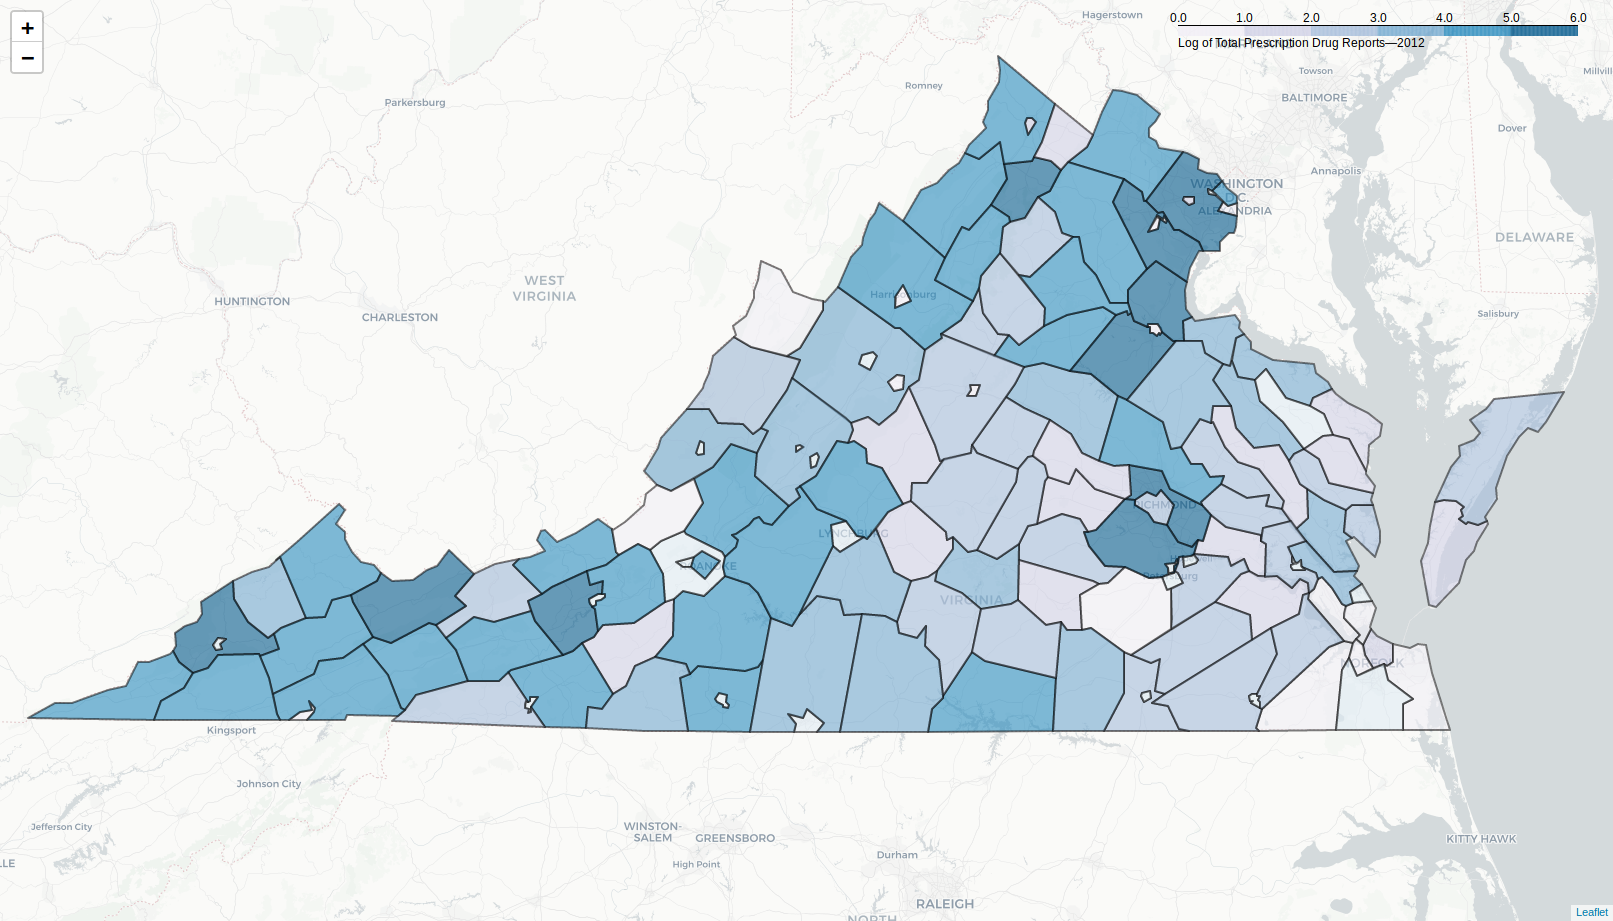 +
−
Hagerstown
0.0 1.0 2.0 3.0 4.0 5.0 6.0
Log of Total Prescription Drug Reports—2012
Towson
Millvill
Romney
BALTIMORE
Parkersburg
Dover
Annapolis
WASHINGTON
D.C.
ALEXANDRIA
DELAWARE
WEST
VIRGINIA
HUNTINGTON
Harrisonburg
CHARLESTON
Salisbury
RICHMOND
LYNCHBURG
ROANOKE
Petersburg
VIRGINIA
NORFOLK
Kingsport
Johnson City
Jefferson City
WINSTON-
SALEM
GREENSBORO
KITTY HAWK
Durham
High Point
LLE
RALEIGH
NORTH
Leaflet